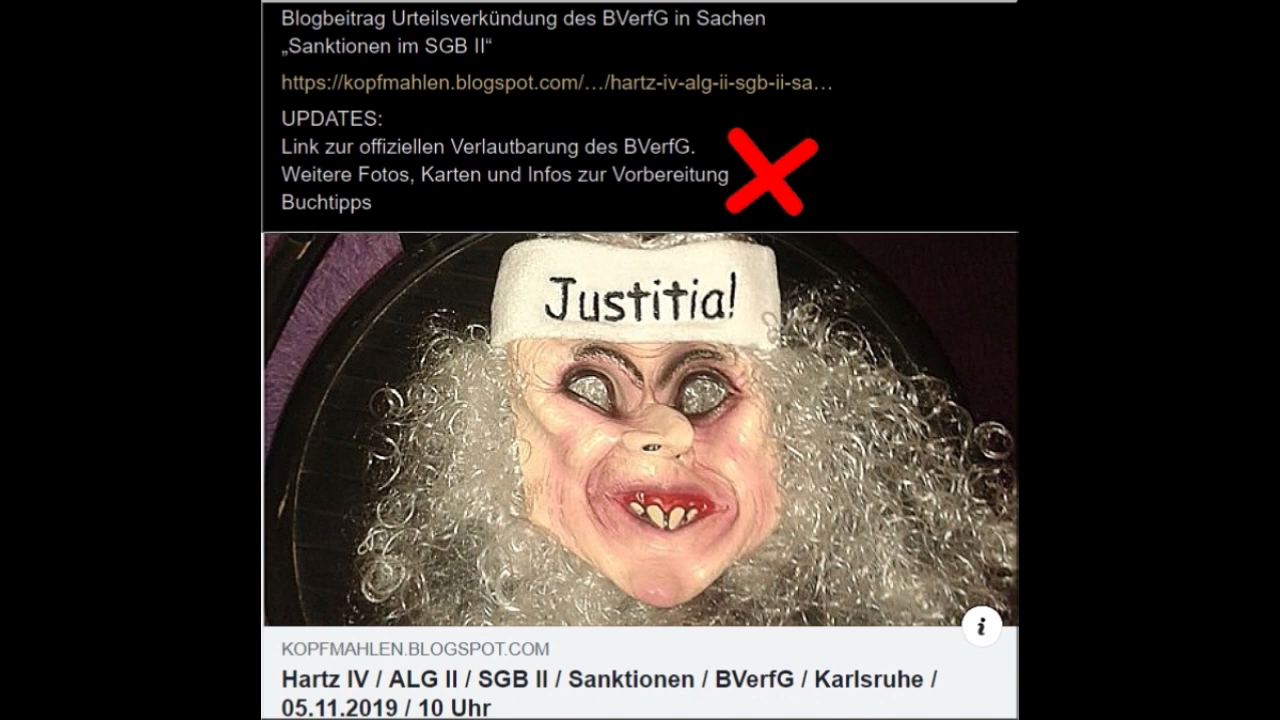 Blogbeitrag Urteilsverkündung des BVerfG in Sachen
„Sanktionen im SGB II“
https://kopfmahlen.blogspot.com/…/hartz-iv-alg-ii-sgb-ii-sa…
UPDATES:
Link zur offiziellen Verlautbarung des BVerfG.
Weitere Fotos, Karten und Infos zur Vorbereitung
Buchtipps
Justitia!
i
KOPFMAHLEN.BLOGSPOT.COM
Hartz IV / ALG II / SGB II / Sanktionen / BVerfG / Karlsruhe /
05.11.2019 / 10 Uhr